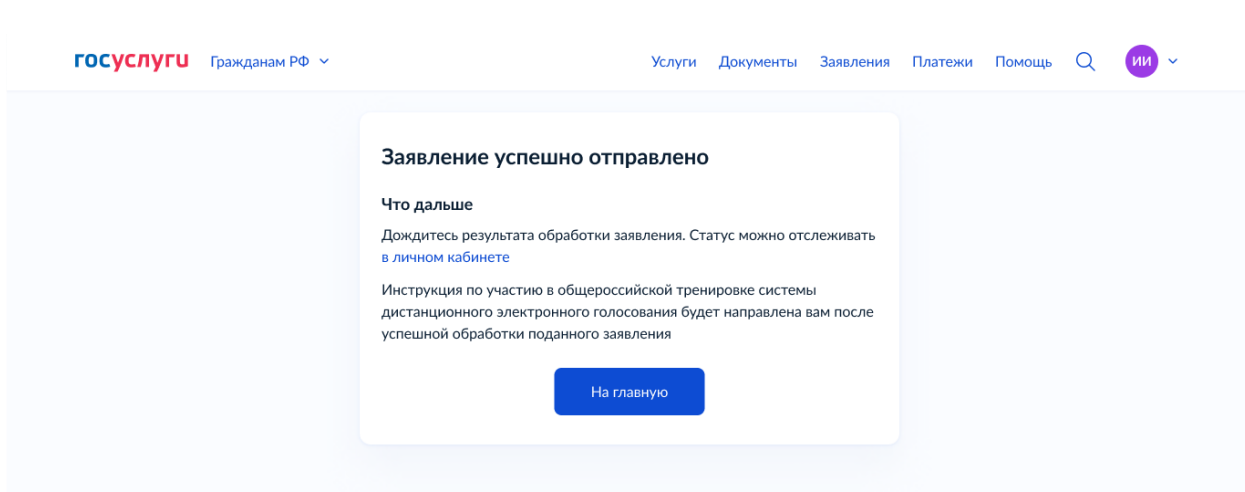 госуслуги Гражданам РФ Услуги Документы Заявления Платежи Помощь ИИ
Заявление успешно отправлено
Что дальше
Дождитесь результата обработки заявления. Статус можно отслеживать
в личном кабинете
Инструкция по участию в общероссийской тренировке системы
дистанционного электронного голосования будет направлена вам после
успешной обработки поданного заявления
На главную